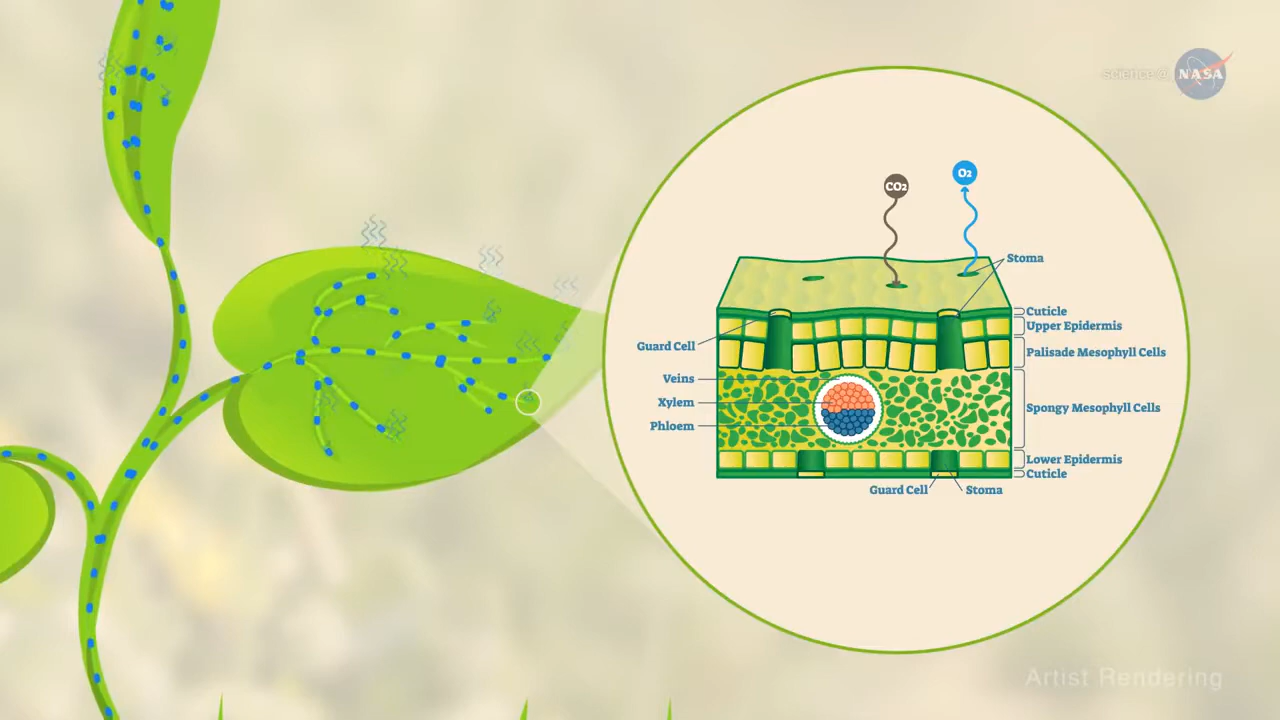 science@
NASA
CO₂
O₂
Stoma
Cuticle
Upper Epidermis
Guard Cell
Palisade Mesophyll Cells
Veins
Xylem
Spongy Mesophyll Cells
Phloem
Lower Epidermis
Cuticle
Guard Cell
Stoma
Artist Rendering